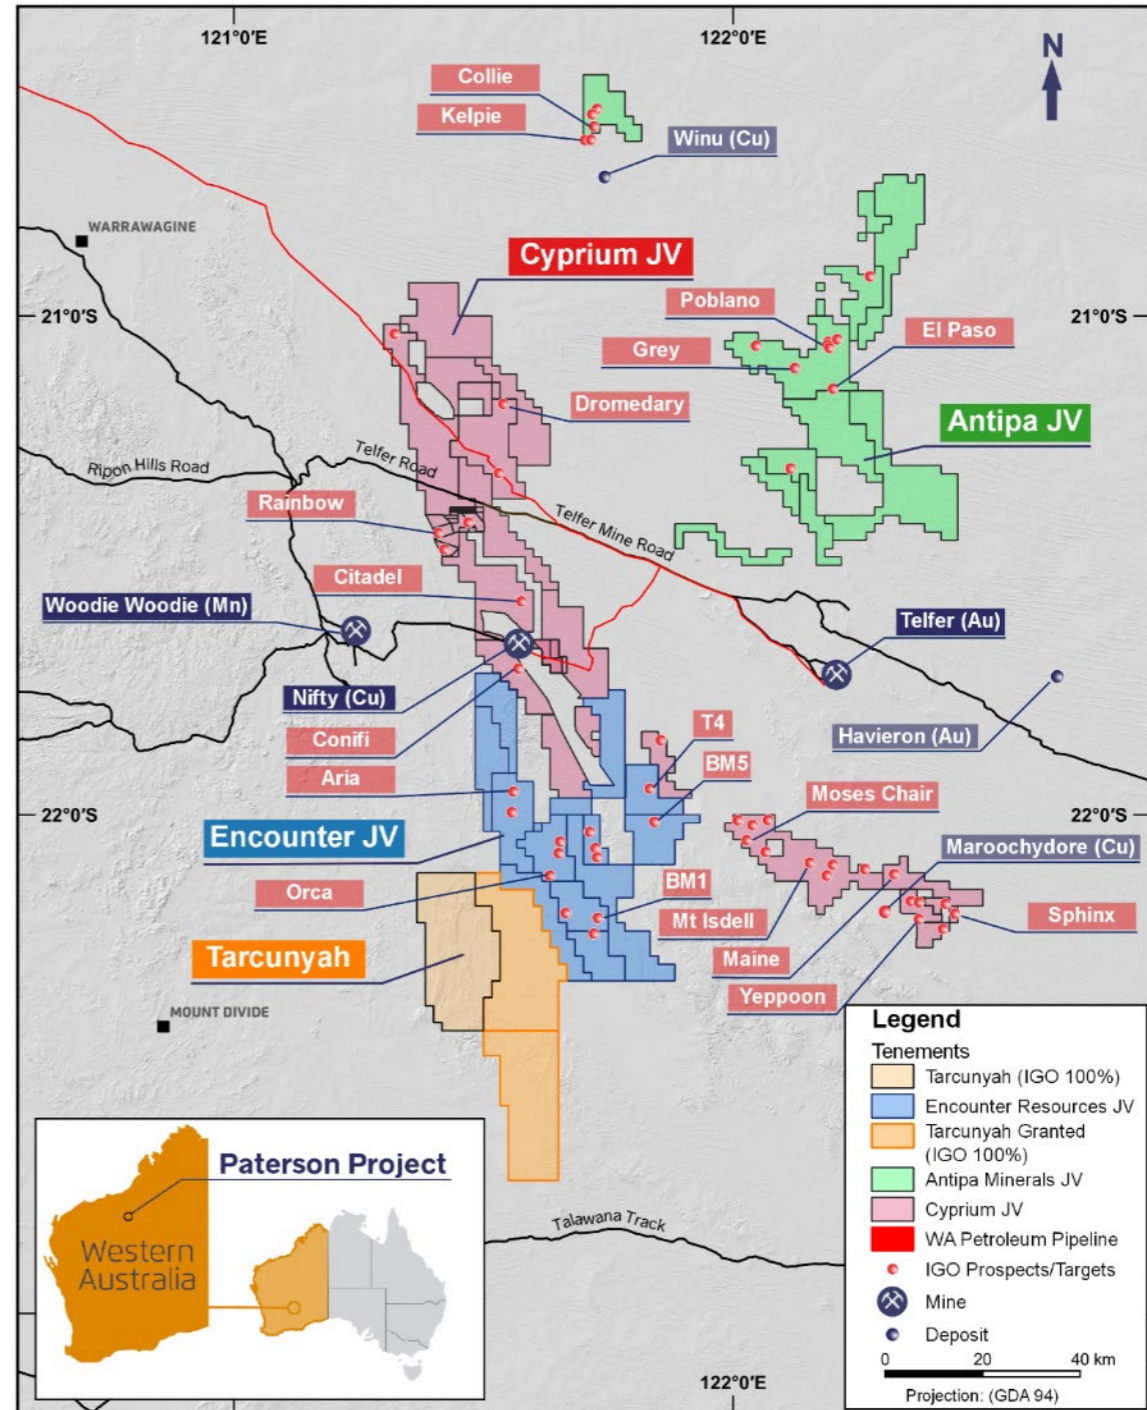 121°0'E
122°0'E
N
Collie
Kelpie
Winu (Cu)
WARRAWAGINE
Cyprium JV
21°0'S
21°0'S
Poblano
El Paso
Grey
Dromedary
Antipa JV
Telfer Road
Ripon Hills Road
Rainbow
Telfer Mine Road
Citadel
Woodie Woodie (Mn)
Telfer (Au)
Nifty (Cu)
T4
Havieron (Au)
Conifi
BM5
Aria
Moses Chair
22°0'S
22°0'S
Encounter JV
Maroochydore (Cu)
Orca
BM1
Mt Isdell
Sphinx
Tarcunyah
Maine
Yeppoon
MOUNT DIVIDE
Legend
Tenements
Tarcunyah (IGO 100%)
Encounter Resources JV
Tarcunyah Granted
(IGO 100%)
Antipa Minerals JV
Cyprium JV
WA Petroleum Pipeline
IGO Prospects/Targets
Mine
Deposit
0 20 40 km
Projection: (GDA 94)
Paterson Project
Western
Australia
Talawana Track
122°0'E